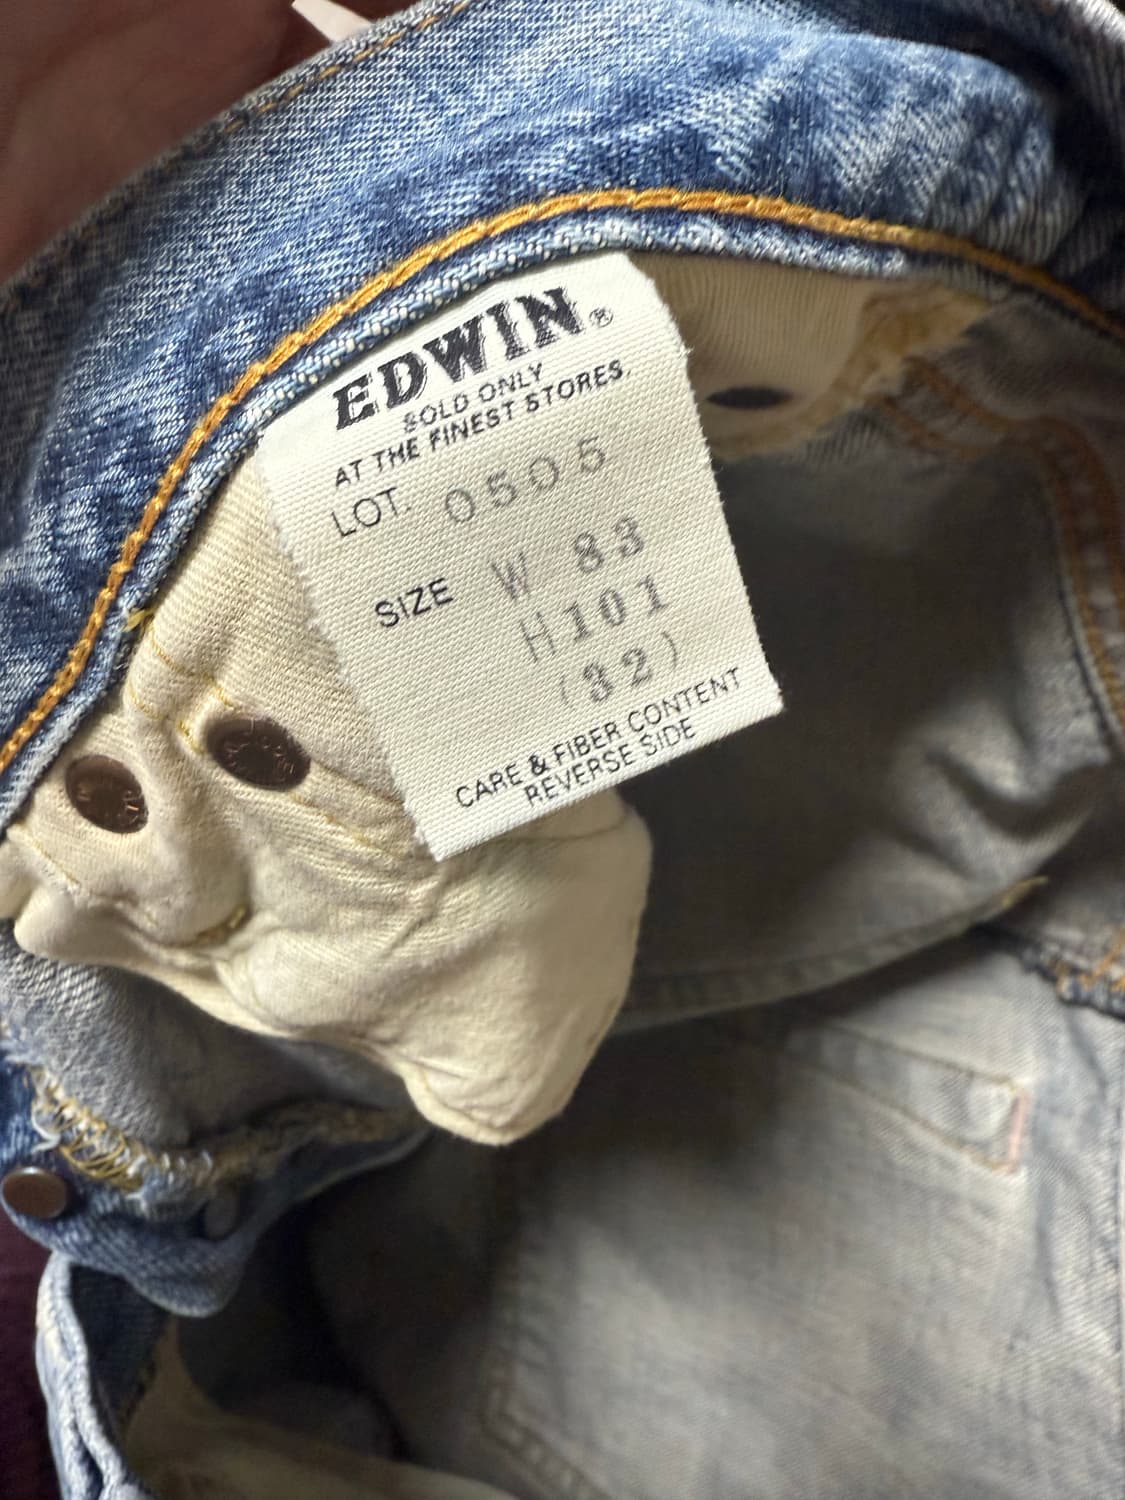 EDWIN®
SOLD ONLY
AT THE FINEST STORES.
LOT. 0505
SIZE W 83
H101
(32)
CARE & FIBER CONTENT
REVERSE SIDE